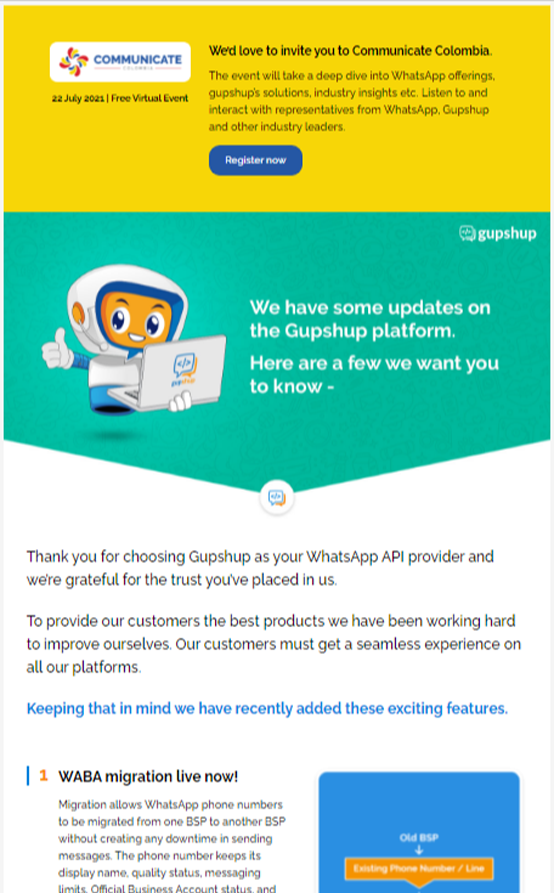 COMMUNICATE
COLOMBIA
22 July 2021 | Free Virtual Event
We'd love to invite you to Communicate Colombia.
The event will take a deep dive into WhatsApp offerings,
gupshup's solutions, industry insights etc. Listen to and
interact with representatives from WhatsApp, Gupshup
and other industry leaders.
Register now
gupshup
gupshup
We have some updates on
the Gupshup platform.
Here are a few we want you
to know -
Thank you for choosing Gupshup as your WhatsApp API provider and
we're grateful for the trust you've placed in us.
To provide our customers the best products we have been working hard
to improve ourselves. Our customers must get a seamless experience on
all our platforms.
Keeping that in mind we have recently added these exciting features.
1 WABA migration live now!
Migration allows WhatsApp phone numbers
to be migrated from one BSP to another BSP
without creating any downtime in sending
messages. The phone number keeps its
display name, quality status, messaging
limits, Official Business Account status, and
Old BSP
Existing Phone Number / Line